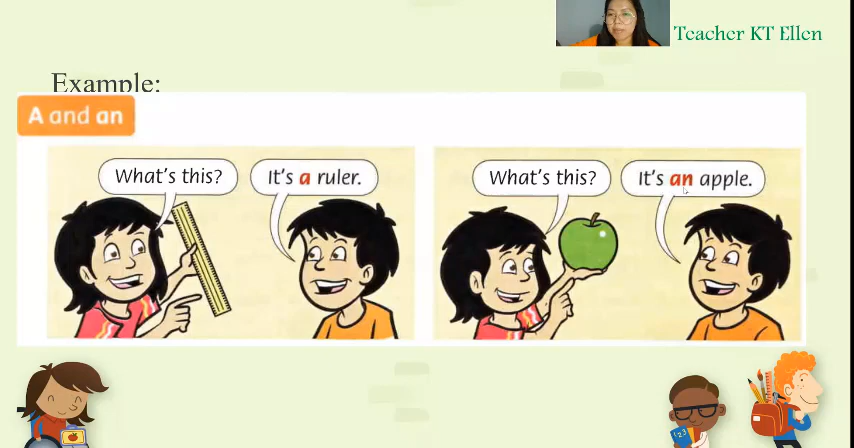 Teacher KT Ellen
Example:
A and an
What's this?
It's a ruler.
What's this?
It's an apple.